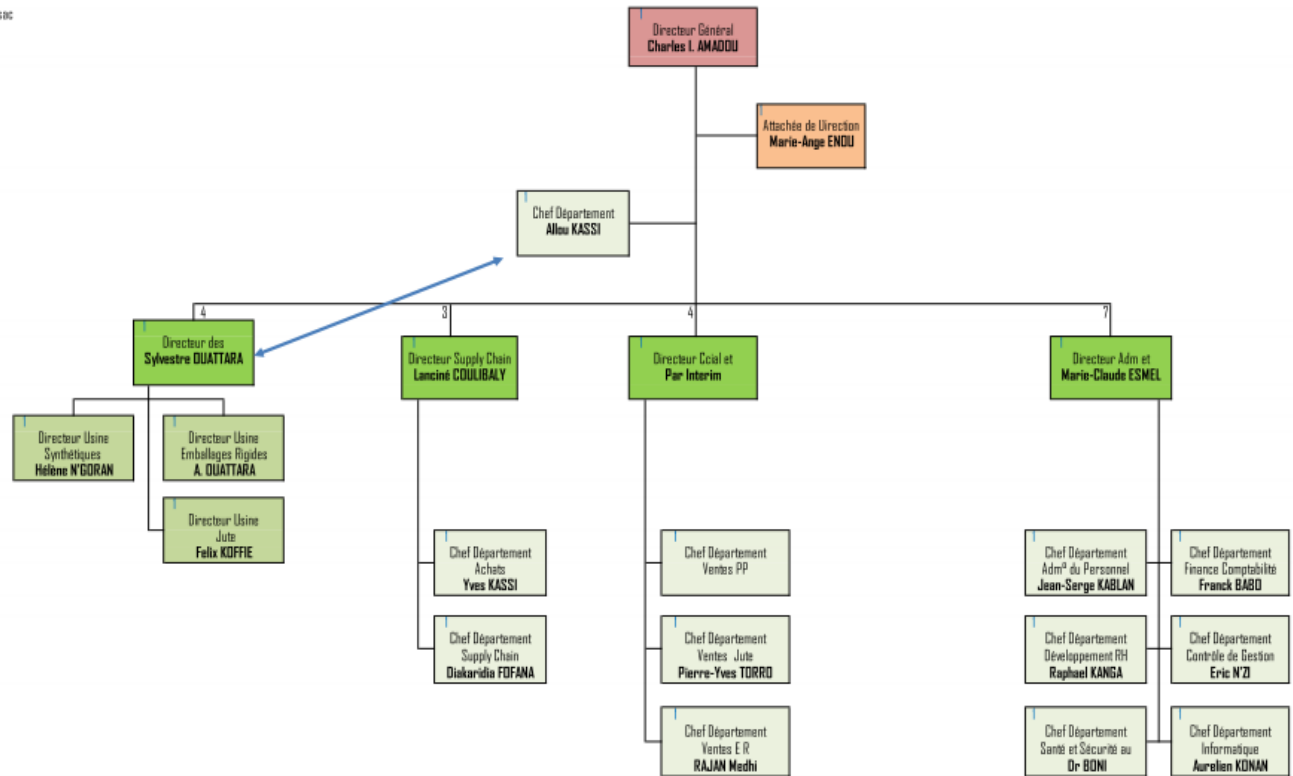 sac
Directeur Général
Charles I. AMADOU
Attachée de Direction
Marie-Ange ENOU
Chef Département
Allou KASSI
4
3
4
7
Directeur des
Sylvestre OUATTARA
Directeur Supply Chain
Lanciné COULIBALY
Directeur Ccial et
Par Interim
Directeur Adm et
Marie-Claude ESMEL
Directeur Usine
Synthétiques
Hélène N'GORAN
Directeur Usine
Emballages Rigides
A. OUATTARA
Directeur Usine
Jute
Felix KOFFIE
Chef Département
Achats
Yves KASSI
Chef Département
Supply Chain
Diakaridia FOFANA
Chef Département
Ventes PP
Chef Département
Ventes Jute
Pierre-Yves TORRO
Chef Département
Ventes E R
RAJAN Medhi
Chef Département
Admº du Personnel
Jean-Serge KABLAN
Chef Département
Finance Comptabilité
Franck BABO
Chef Département
Développement RH
Raphael KANGA
Chef Département
Contrôle de Gestion
Eric N'ZI
Chef Département
Santé et Sécurité au
Dr BONI
Chef Département
Informatique
Aurelien KONAN